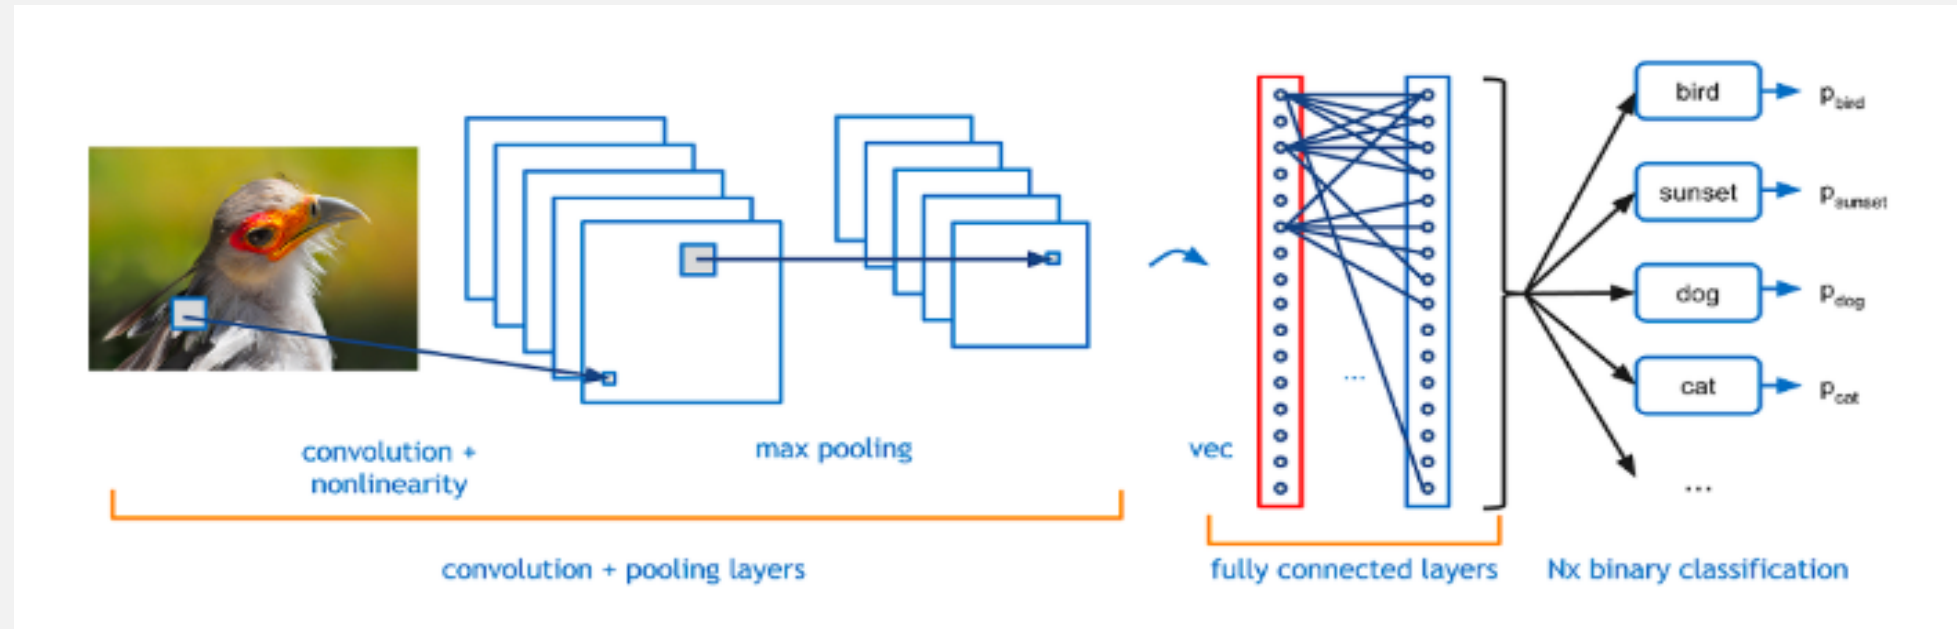 convolution +
nonlinearity
max pooling
vec
convolution + pooling layers
fully connected layers
Nx binary classification
bird
p_bird
sunset
p_sunset
dog
p_dog
cat
p_cat
...
...